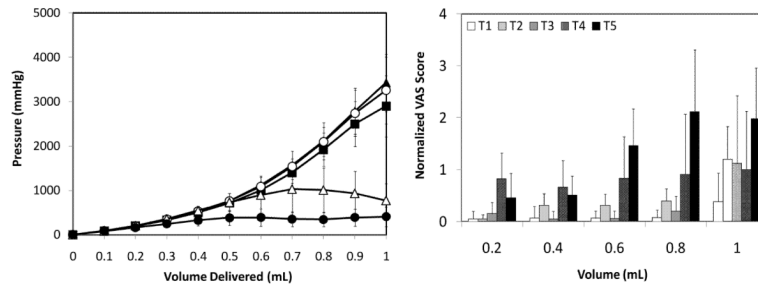 5000
4000
3000
2000
1000
0
Pressure (mmHg)
0 0.1 0.2 0.3 0.4 0.5 0.6 0.7 0.8 0.9 1
Volume Delivered (mL)
T1 T2 T3 T4 T5
4
3
2
1
0
Normalized VAS Score
0.2 0.4 0.6 0.8 1
Volume (mL)